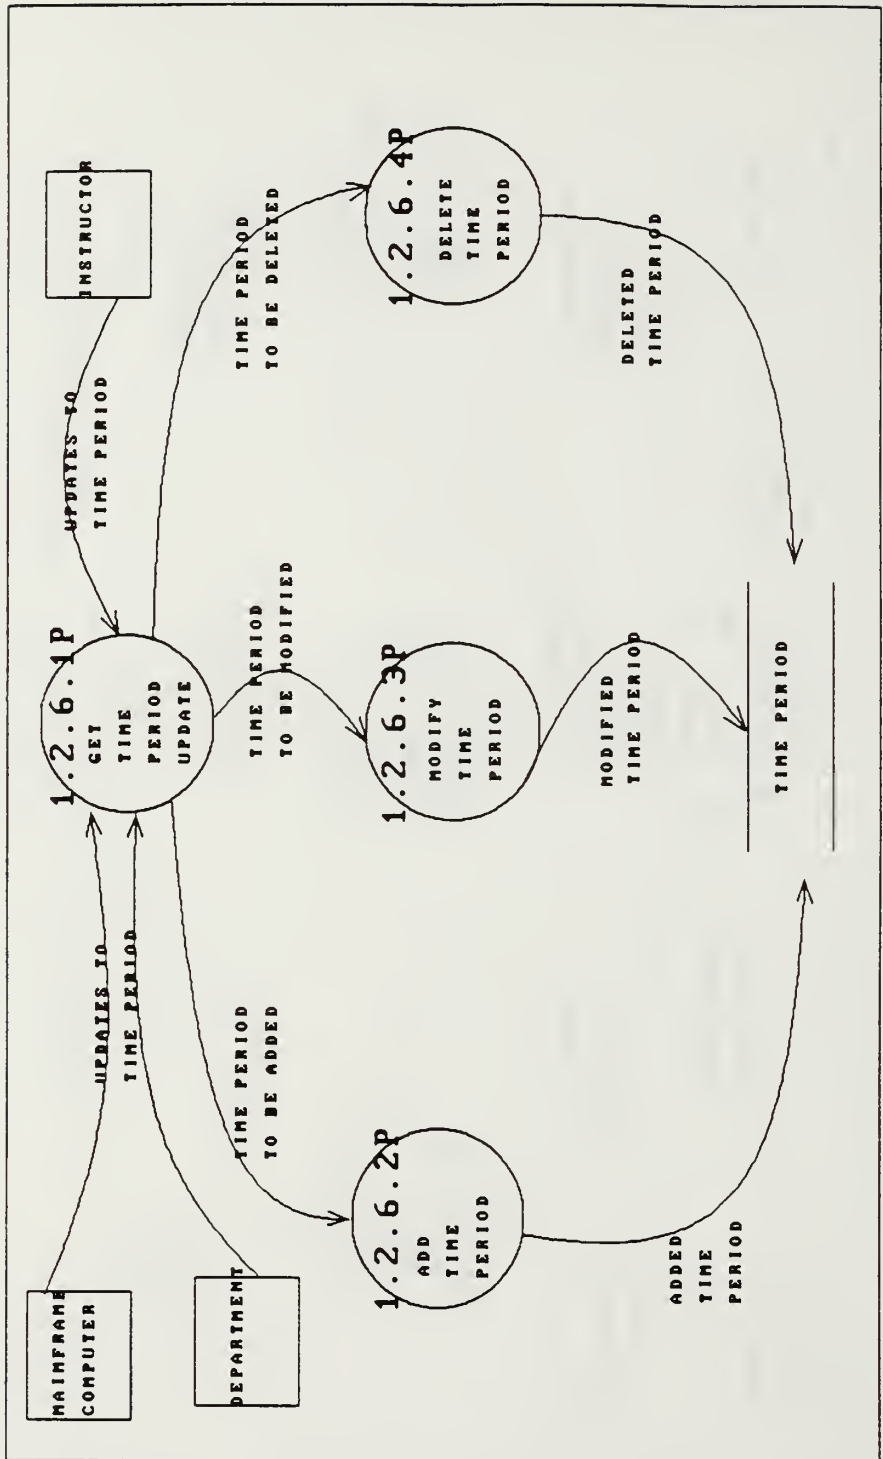 MAINFRAME
COMPUTER
DEPARTMENT
UPDATES TO
TIME PERIOD
1.2.6.1P
GET
TIME
PERIOD
UPDATE
UPDATES TO
TIME PERIOD
INSTRUCTOR
TIME PERIOD
TO BE ADDED
TIME PERIOD
TO BE MODIFIED
TIME PERIOD
TO BE DELETED
1.2.6.2P
ADD
TIME
PERIOD
1.2.6.3P
MODIFY
TIME
PERIOD
1.2.6.4P
DELETE
TIME
PERIOD
ADDED
TIME
PERIOD
MODIFIED
TIME PERIOD
DELETED
TIME PERIOD
TIME PERIOD